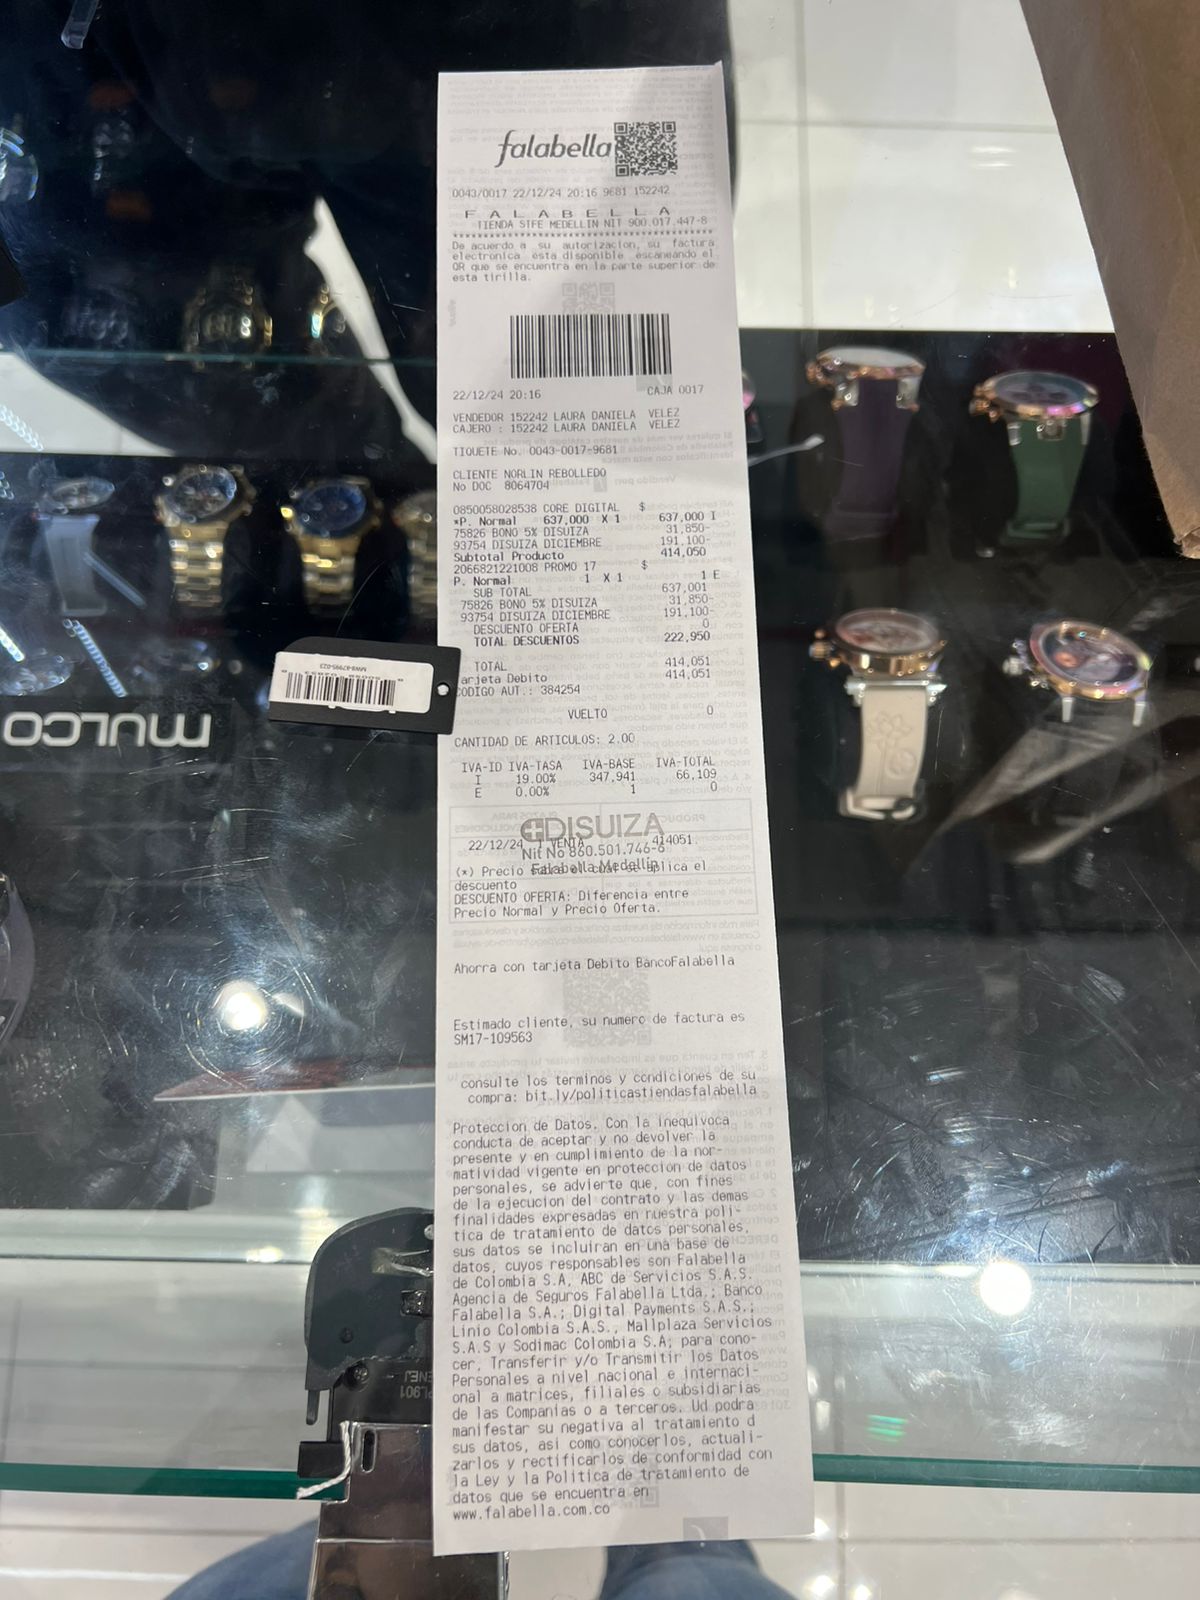 falabella
0043/0017 22/12/24 20:16 9681 152242
F A L A B E L L A
TIENDA STFE MEDELLIN NIT 900.017.447-8
****************************************
De acuerdo a su autorizacion, su factura
electronica esta disponible escaneando el
QR que se encuentra en la parte superior de
esta tirilla.
22/12/24 20:16 CAJA 0017
VENDEDOR 152242 LAURA DANIELA VELEZ
CAJERO : 152242 LAURA DANIELA VELEZ
TIQUETE No. 0043-0017-9681
CLIENTE NORLIN REBOLLEDO
No DOC 8064704
0850058028538 CORE DIGITAL $
*P. Normal 637,000 X 1 637,000 I
75826 BONO 5% DISUIZA 31,850-
93754 DISUIZA DICIEMBRE 191,100-
Subtotal Producto 414,050
2066821221008 PROMO 17 $
P. Normal 1 X 1 1 E
SUB TOTAL 637,001
75826 BONO 5% DISUIZA 31,850-
93754 DISUIZA DICIEMBRE 191,100-
DESCUENTO OFERTA 0
TOTAL DESCUENTOS 222,950
TOTAL 414,051
arjeta Debito 414,051
CODIGO AUT.: 384254
VUELTO 0
CANTIDAD DE ARTICULOS: 2.00
IVA-ID IVA-TASA IVA-BASE IVA-TOTAL
I 19.00% 347,941 66,109
E 0.00% 1 0
DISUIZA
22/12/24 1 VENTA 414051.
Nit No 860.501.746-6
Falabella Medellin
(*) Precio sobre el cual se aplica el
descuento
DESCUENTO OFERTA: Diferencia entre
Precio Normal y Precio Oferta.
Ahorra con tarjeta Debito BancoFalabella
Estimado cliente, su numero de factura es
SM17-109563
consulte los terminos y condiciones de su
compra: bit.ly/politicastiendasfalabella
Proteccion de Datos. Con la inequivoca
conducta de aceptar y no devolver la
presente y en cumplimiento de la nor-
matividad vigente en proteccion de datos
personales, se advierte que, con fines
de la ejecucion del contrato y las demas
finalidades expresadas en nuestra poli-
tica de tratamiento de datos personales,
sus datos se incluiran en una base de
datos, cuyos responsables son Falabella
de Colombia S.A, ABC de Servicios S.A.S.
Agencia de Seguros Falabella Ltda.; Banco
Falabella S.A.; Digital Payments S.A.S.;
Linio Colombia S.A.S., Mallplaza Servicios
S.A.S y Sodimac Colombia S.A; para cono-
cer, Transferir y/o Transmitir los Datos
Personales a nivel nacional e internaci-
onal a matrices, filiales o subsidiarias
de las Companias o a terceros. Ud podra
manifestar su negativa al tratamiento d
sus datos, asi como conocerlos, actuali-
zarlos y rectificarlos de conformidad con
la Ley y la Politica de tratamiento de
datos que se encuentra en
www.falabella.com.co
MULCO